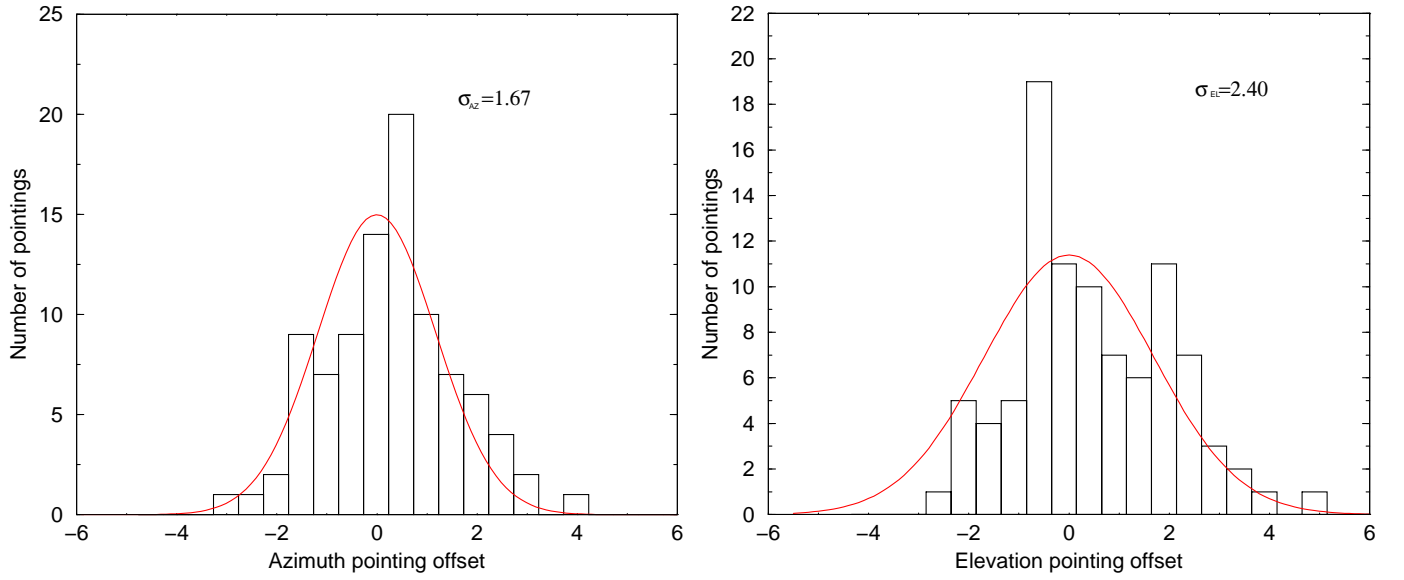 25
20
15
10
5
0
Number of pointings
σAZ=1.67
−6 −4 −2 0 2 4 6
Azimuth pointing offset
22
20
18
16
14
12
10
8
6
4
2
0
Number of pointings
σEL=2.40
−6 −4 −2 0 2 4 6
Elevation pointing offset